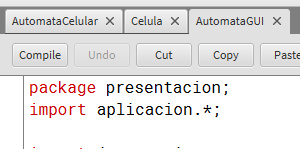 AutomataCelular X Celula X AutomataGUI X
Compile Undo Cut Copy Paste
package presentacion;
import aplicacion.*;